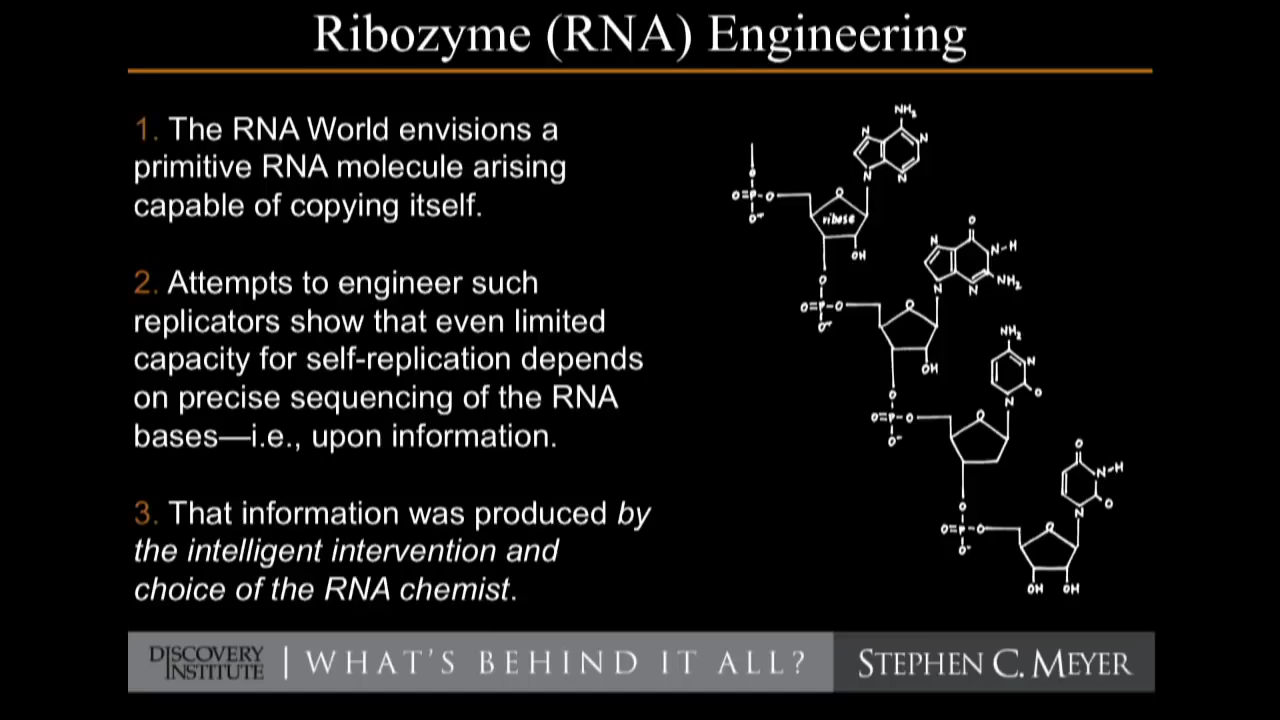 Ribozyme (RNA) Engineering
1. The RNA World envisions a
primitive RNA molecule arising
capable of copying itself.
2. Attempts to engineer such
replicators show that even limited
capacity for self-replication depends
on precise sequencing of the RNA
bases—i.e., upon information.
3. That information was produced by
the intelligent intervention and
choice of the RNA chemist.
NH₂
N
N
N
N
O
O=P-O
O⁻
O
ribose
OH
O
N
N-H
N
N
NH₂
O
O=P-O
O⁻
O
OH
NH₂
N
N
O
O
O=P-O
O⁻
O
O
N-H
N
O
O
O=P-O
O⁻
O
OH
OH
DISCOVERY
INSTITUTE
WHAT'S BEHIND IT ALL?
STEPHEN C. MEYER